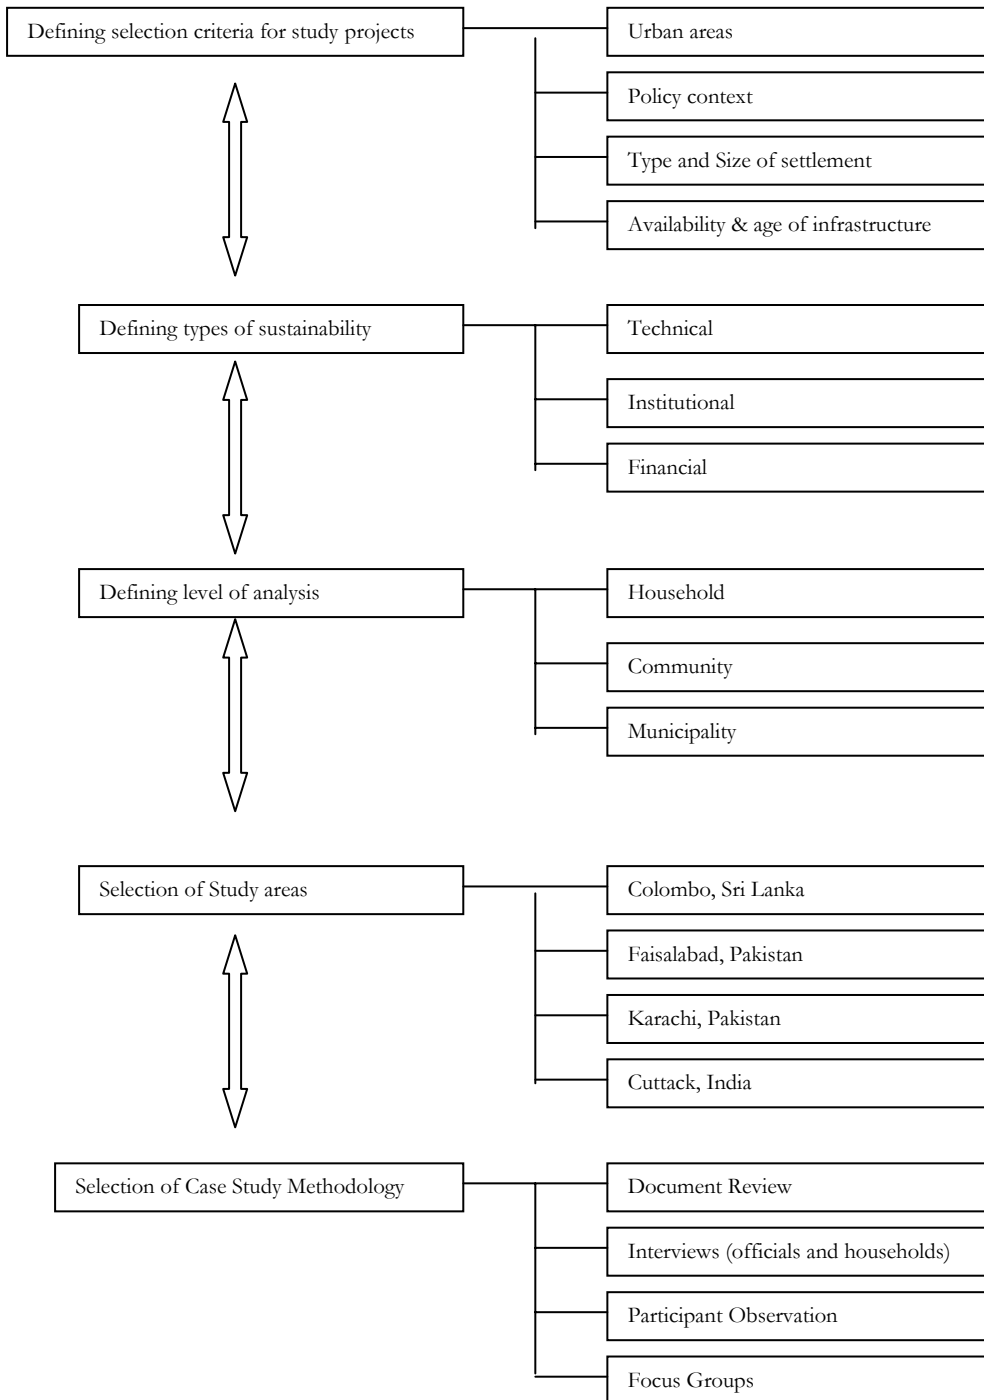 Defining selection criteria for study projects
Urban areas
Policy context
Type and Size of settlement
Availability & age of infrastructure
Defining types of sustainability
Technical
Institutional
Financial
Defining level of analysis
Household
Community
Municipality
Selection of Study areas
Colombo, Sri Lanka
Faisalabad, Pakistan
Karachi, Pakistan
Cuttack, India
Selection of Case Study Methodology
Document Review
Interviews (officials and households)
Participant Observation
Focus Groups